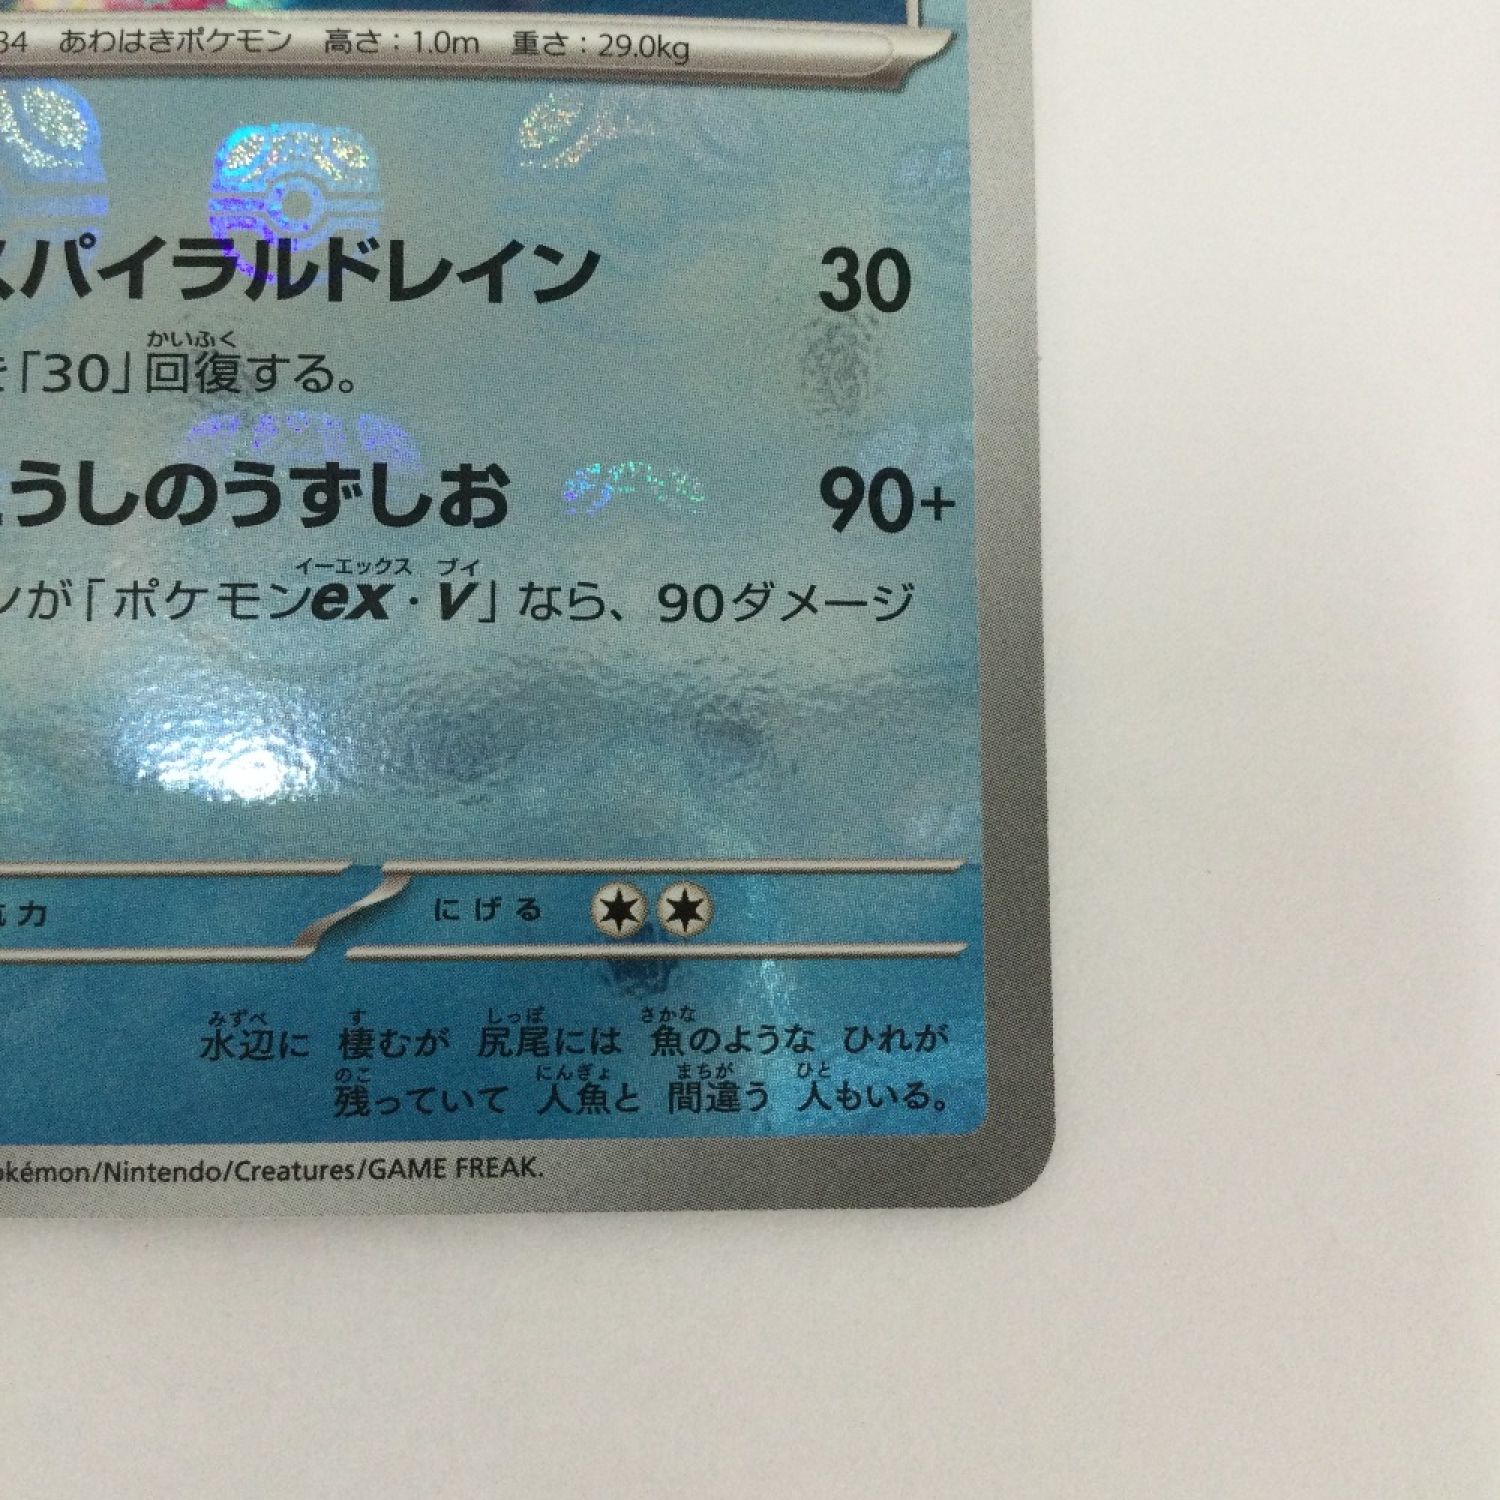 34 あわはきポケモン 高さ：1.0m 重さ：29.0kg
スパイラルドレイン 30
かいふく
「30」回復する。
うしのうずしお 90+
イーエックス ブイ
ンが「ポケモンex・V」なら、90ダメージ
力 にげる
みずべ す しっぽ さかな
水辺に 棲むが 尻尾には 魚のような ひれが
のこ にんぎょ まちが ひと
残っていて 人魚と 間違う 人もいる。
okémon/Nintendo/Creatures/GAME FREAK.